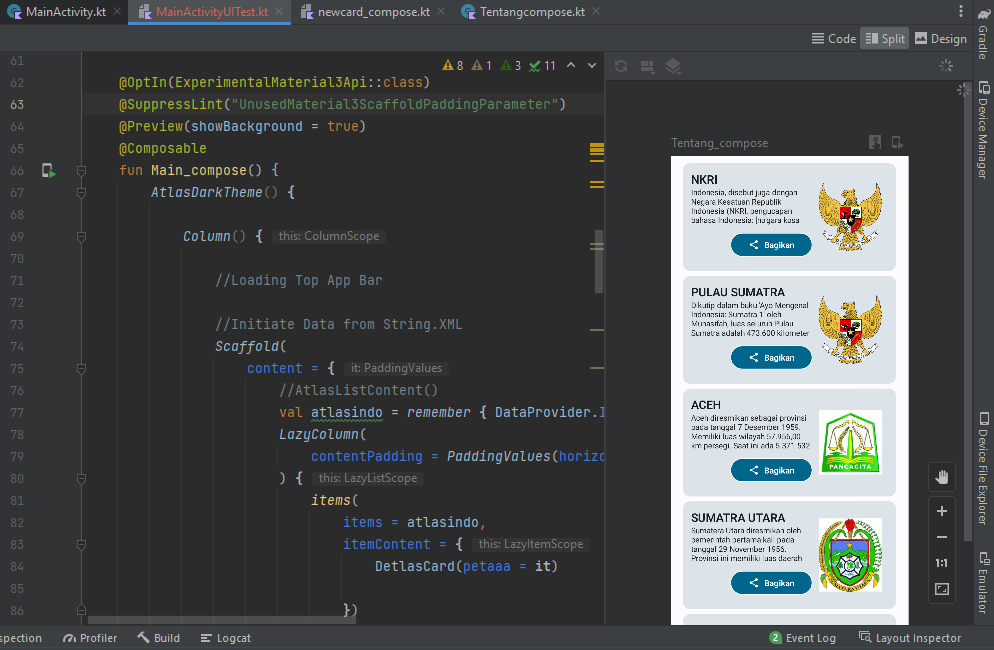 MainActivity.kt
MainActivityUITest.kt
newcard_compose.kt
Tentangcompose.kt
Code
Split
Design
8 1 3 11
61
62 @OptIn(ExperimentalMaterial3Api::class)
63 @SuppressLint("UnusedMaterial3ScaffoldPaddingParameter")
64 @Preview(showBackground = true)
65 @Composable
66 fun Main_compose() {
67 AtlasDarkTheme() {
68
69 Column() { this: ColumnScope
70
71 //Loading Top App Bar
72
73 //Initiate Data from String.XML
74 Scaffold(
75 content = { it: PaddingValues
76 //AtlasListContent()
77 val atlasindo = remember { DataProvider.
78 LazyColumn(
79 contentPadding = PaddingValues(horizo
80 ) { this: LazyListScope
81 items(
82 items = atlasindo,
83 itemContent = { this: LazyItemScope
84 DetlasCard(petaaa = it)
85
86 })
Tentang_compose
NKRI
Indonesia, disebut juga dengan
Negara Kesatuan Republik
Indonesia (NKRI, pengucapan
bahasa Indonesia:
Bagikan
PULAU SUMATRA
Dikutip dalam buku 'Ayo Mengenal
Indonesia: Sumatra 1' oleh
Munasifah, luas seluruh Pulau
Sumatra adalah 473.600 kilometer
Bagikan
ACEH
Aceh diresmikan sebagai provinsi
pada tanggal 7 Desember 1959.
Memiliki luas wilayah 57.956,00
km persegi. Saat ini ada 5.371.532
Bagikan
PANCACITA
SUMATRA UTARA
Sumatera Utara diresmikan oleh
pemerintah pertama kali pada
tanggal 29 November 1956.
Provinsi ini memiliki luas daerah
Bagikan
1:1
Gradle
Device Manager
Device File Explorer
Emulator
spection
Profiler
Build
Logcat
2 Event Log
Layout Inspector